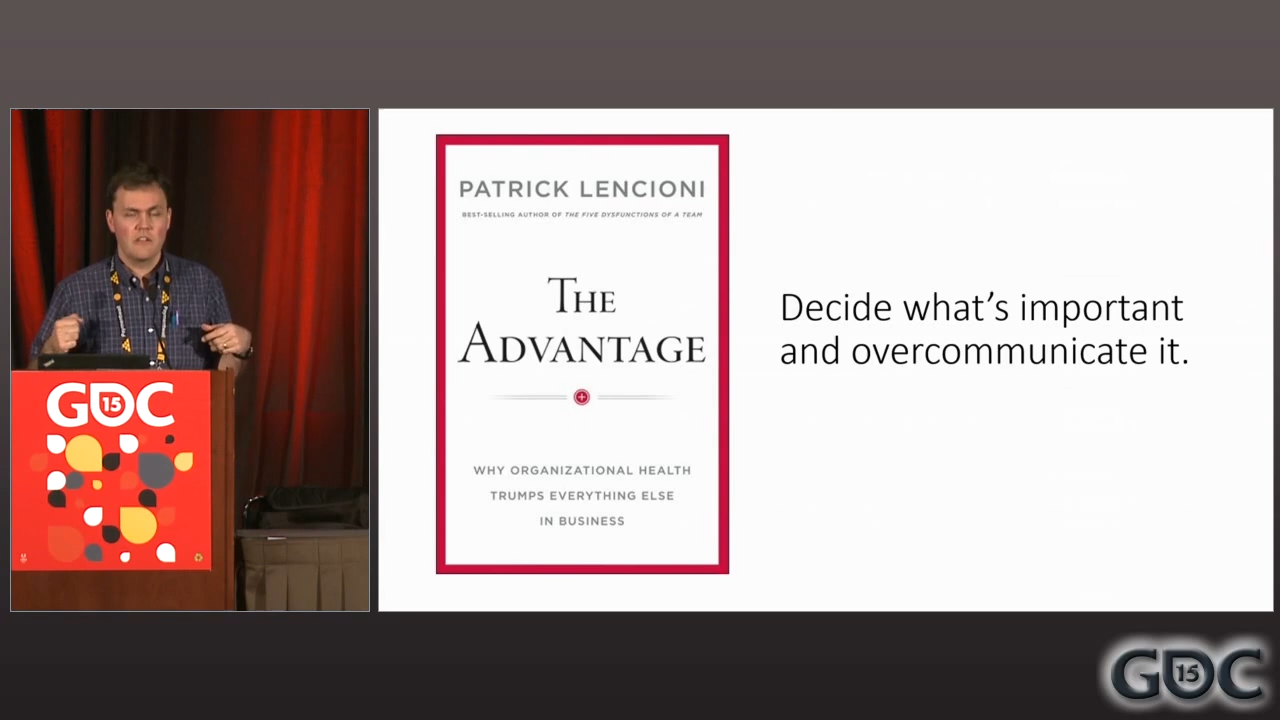 GDC
15
PATRICK LENCIONI
BEST-SELLING AUTHOR OF THE FIVE DYSFUNCTIONS OF A TEAM
THE
ADVANTAGE
WHY ORGANIZATIONAL HEALTH
TRUMPS EVERYTHING ELSE
IN BUSINESS
Decide what’s important
and overcommunicate it.
GDC
15